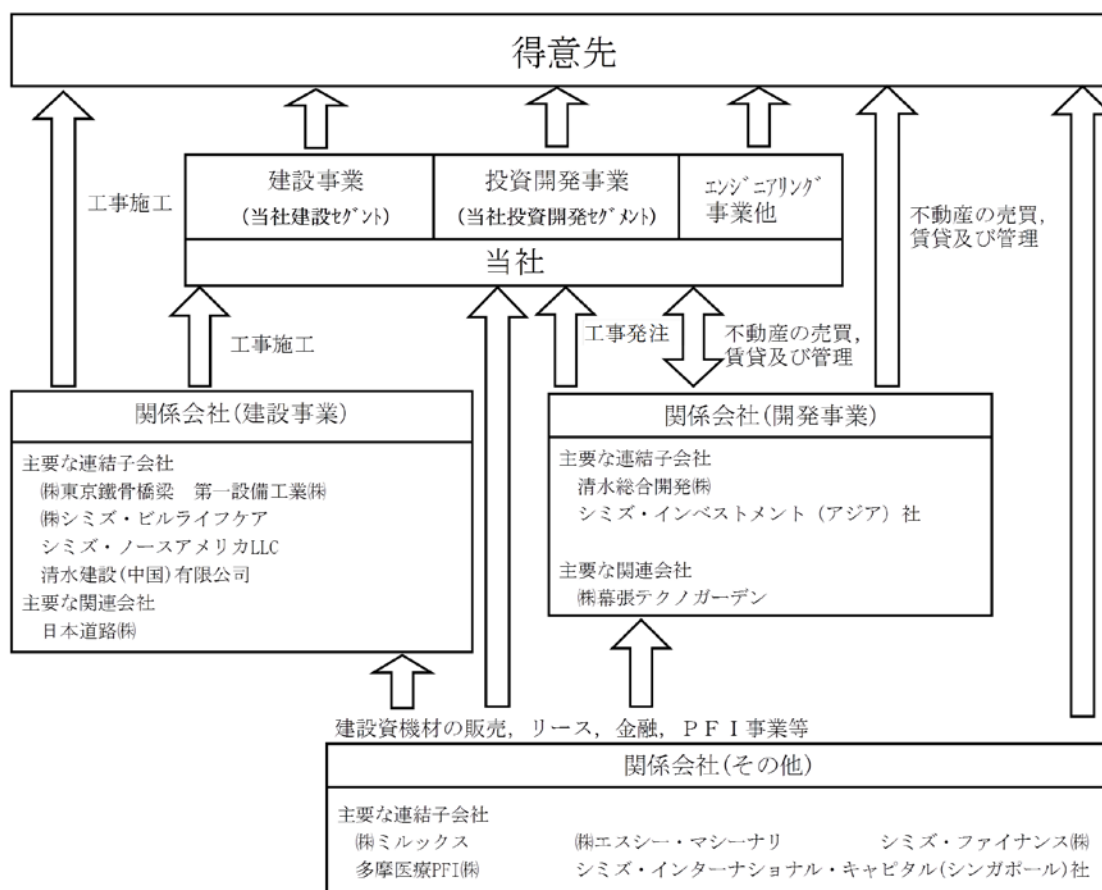 得意先
建設事業
(当社建設ｾｸﾞﾝﾄ)
投資開発事業
(当社投資開発ｾｸﾞﾒﾝﾄ)
ｴﾝｼﾞﾆｱﾘﾝｸﾞ
事業他
当社
工事施工
不動産の売買,
賃貸及び管理
工事施工
工事発注
不動産の売買,
賃貸及び管理
関係会社(建設事業)
主要な連結子会社
㈱東京鐵骨橋梁　第一設備工業㈱
㈱シミズ・ビルライフケア
シミズ・ノースアメリカLLC
清水建設(中国)有限公司
主要な関連会社
日本道路㈱
関係会社(開発事業)
主要な連結子会社
清水総合開発㈱
シミズ・インベストメント（アジア）社
主要な関連会社
㈱幕張テクノガーデン
建設資機材の販売, リース, 金融, ＰＦＩ事業等
関係会社(その他)
主要な連結子会社
㈱ミルックス　㈱エスシー・マシーナリ　シミズ・ファイナンス㈱
多摩医療PFI㈱　シミズ・インターナショナル・キャピタル(シンガポール)社